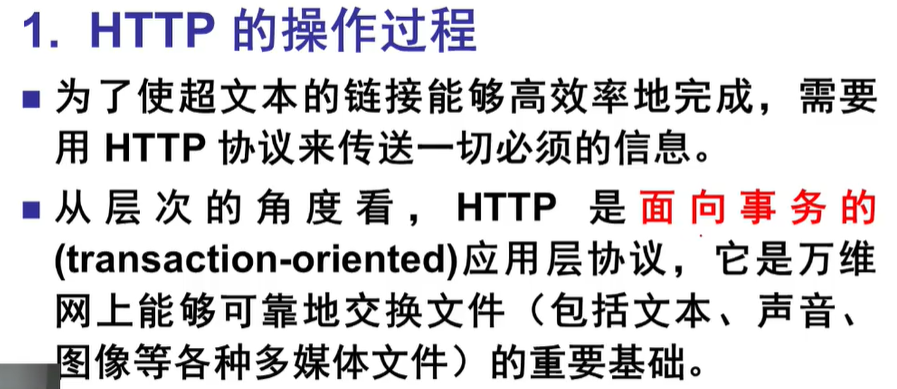 1. HTTP 的操作过程
为了使超文本的链接能够高效率地完成，需要
用 HTTP 协议来传送一切必须的信息。
从层次的角度看，HTTP 是面向事务的
(transaction-oriented)应用层协议，它是万维
网上能够可靠地交换文件（包括文本、声音、
图像等各种多媒体文件）的重要基础。